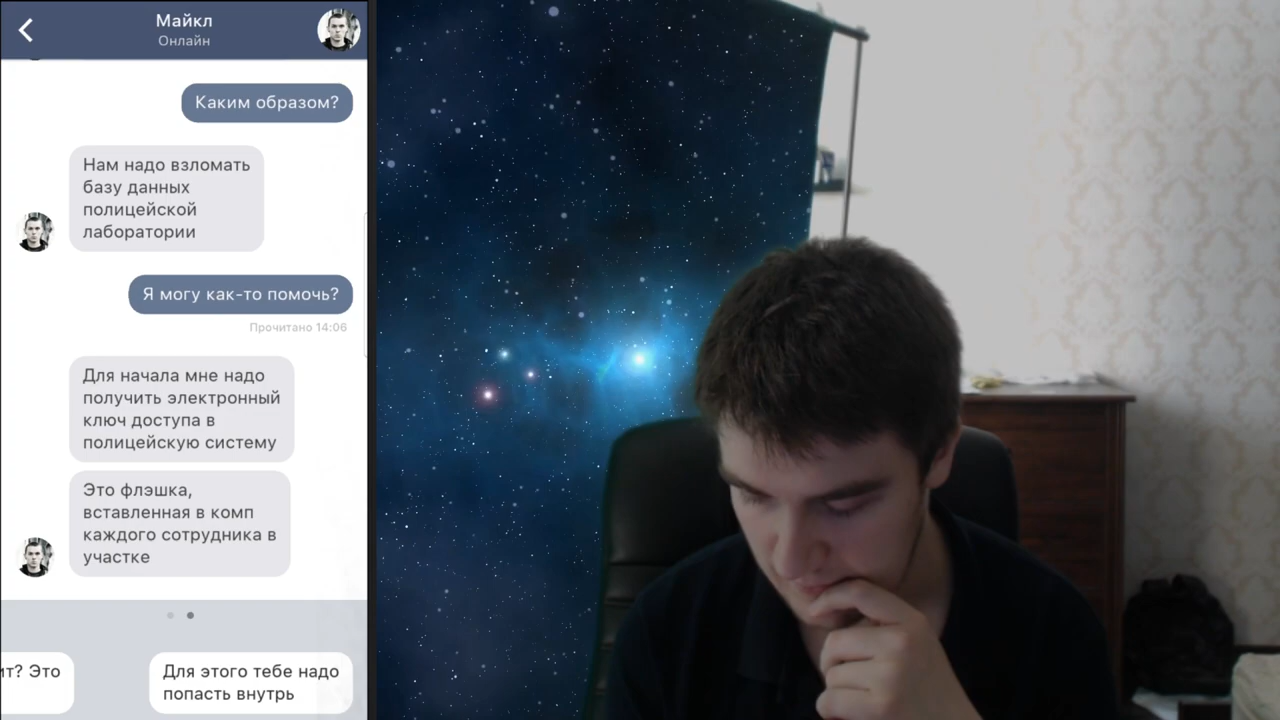 Майкл
Онлайн
Каким образом?
Нам надо взломать
базу данных
полицейской
лаборатории
Я могу как-то помочь?
Прочитано 14:06
Для начала мне надо
получить электронный
ключ доступа в
полицейскую систему
Это флэшка,
вставленная в комп
каждого сотрудника в
участке
ит? Это
Для этого тебе надо
попасть внутрь